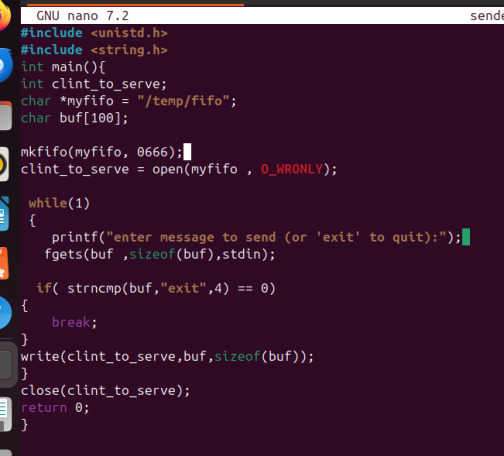 GNU nano 7.2 sende
#include <unistd.h>
#include <string.h>
int main(){
int clint_to_serve;
char *myfifo = "/temp/fifo";
char buf[100];
mkfifo(myfifo, 0666);
clint_to_serve = open(myfifo , O_WRONLY);
while(1)
{
printf("enter message to send (or 'exit' to quit):");
fgets(buf ,sizeof(buf),stdin);
if( strncmp(buf,"exit",4) == 0)
{
break;
}
write(clint_to_serve,buf,sizeof(buf));
}
close(clint_to_serve);
return 0;
}